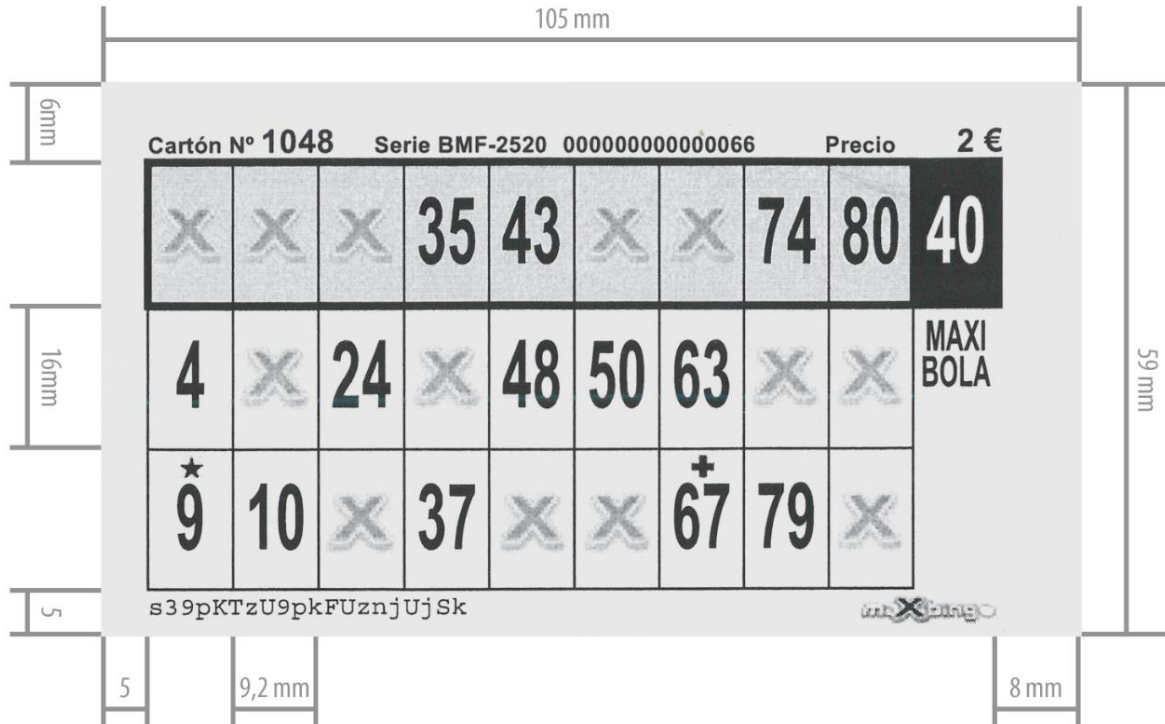 105 mm
6mm
Cartón Nº 1048 Serie BMF-2520 000000000000066 Precio 2 €
X X X 35 43 X X 74 80 40
16mm
4 X 24 X 48 50 63 X X MAXI
BOLA
59 mm
★ ✚
9 10 X 37 X X 67 79 X
5
s39pKTzU9pkFUznjUjSk maXbingo
5 9,2 mm 8 mm